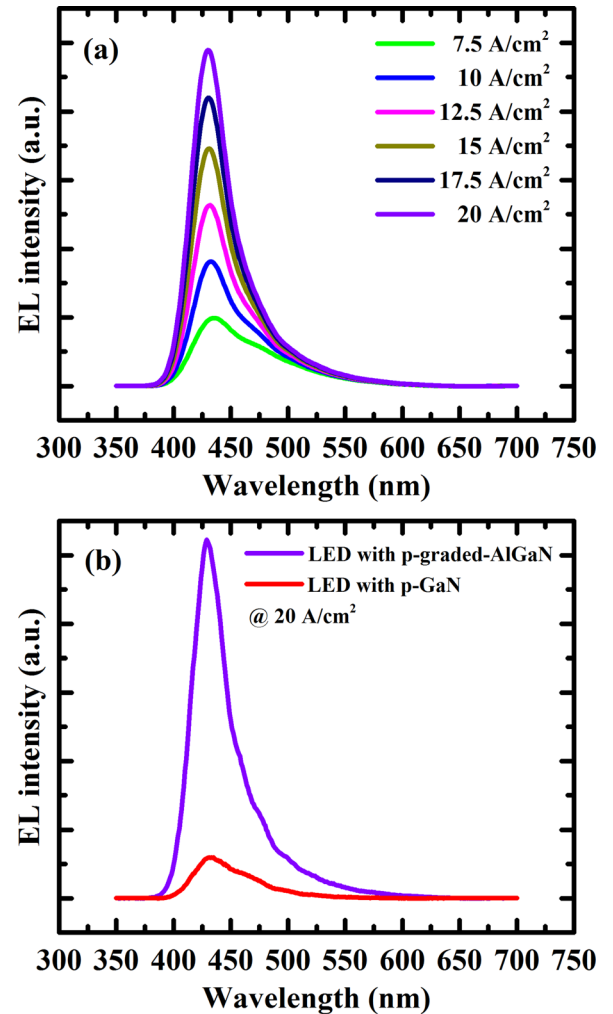 (a)
7.5 A/cm²
10 A/cm²
12.5 A/cm²
15 A/cm²
17.5 A/cm²
20 A/cm²
EL intensity (a.u.)
300 350 400 450 500 550 600 650 700 750
Wavelength (nm)
(b)
LED with p-graded-AlGaN
LED with p-GaN
@ 20 A/cm²
EL intensity (a.u.)
300 350 400 450 500 550 600 650 700 750
Wavelength (nm)